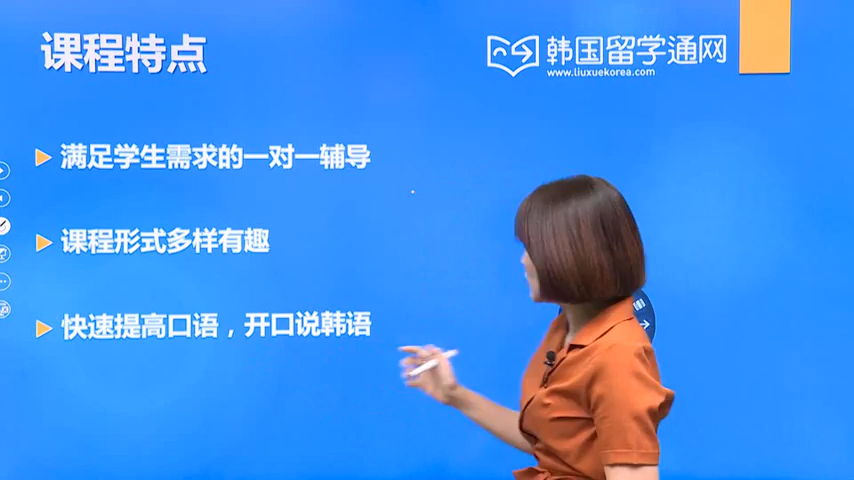 课程特点
韩国留学通网
www.liuxuekorea.com
满足学生需求的一对一辅导
课程形式多样有趣
快速提高口语，开口说韩语